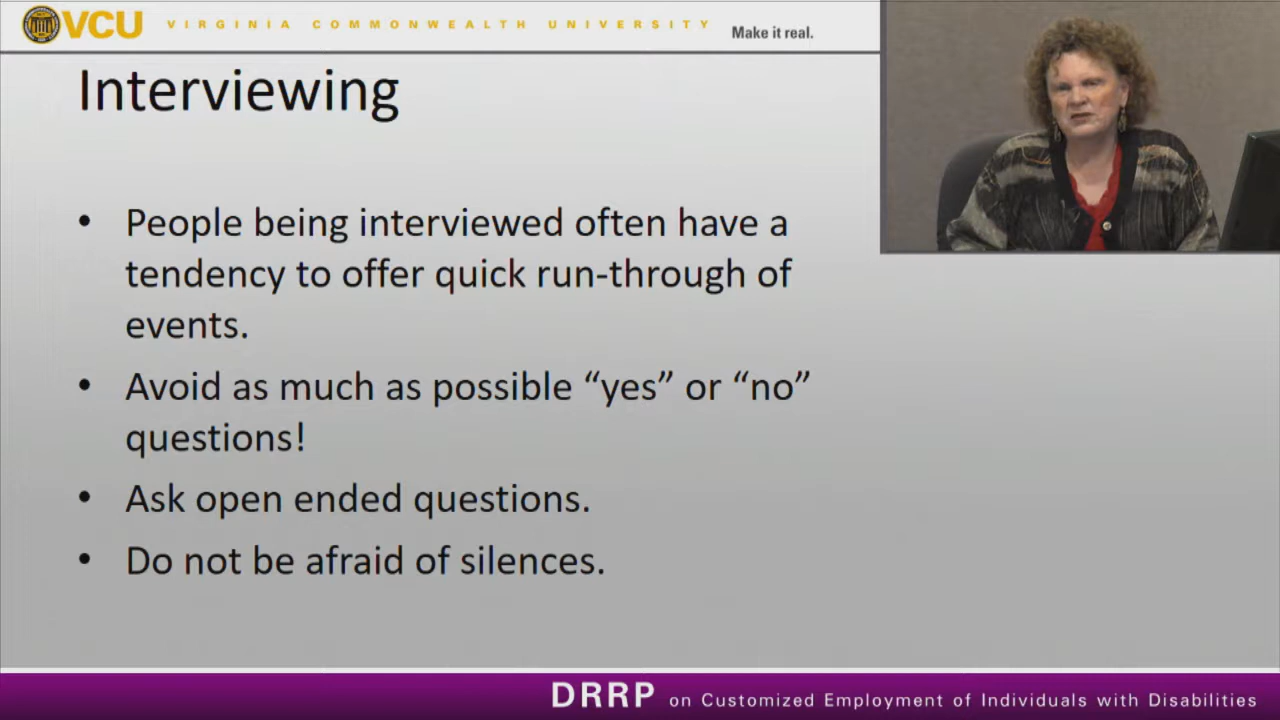 VCU VIRGINIA COMMONWEALTH UNIVERSITY Make it real.
Interviewing
• People being interviewed often have a
tendency to offer quick run-through of
events.
• Avoid as much as possible “yes” or “no”
questions!
• Ask open ended questions.
• Do not be afraid of silences.
DRRP on Customized Employment of Individuals with Disabilities